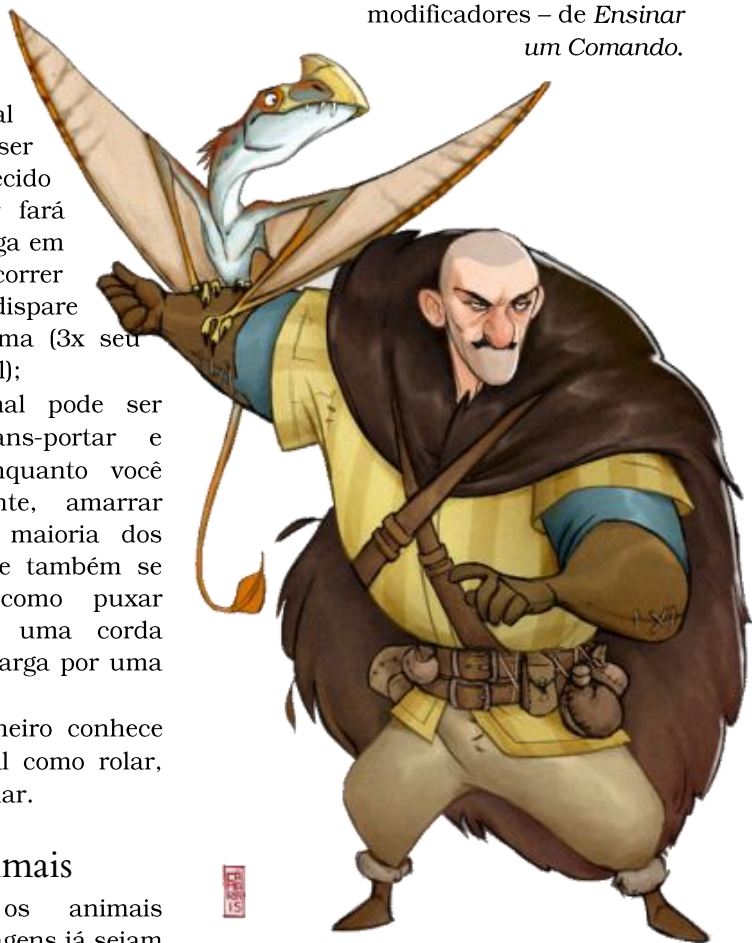 modificadores – de Ensinar
um Comando.
al
ser
ecido
fará
ga em
correr
dispare
ma (3x seu
l);
nal pode ser
ans-portar e
nquanto você
nte, amarrar
maioria dos
e também se
como puxar
uma corda
arga por uma
neiro conhece
al como rolar,
ar.
mais
os animais
gens já sejam